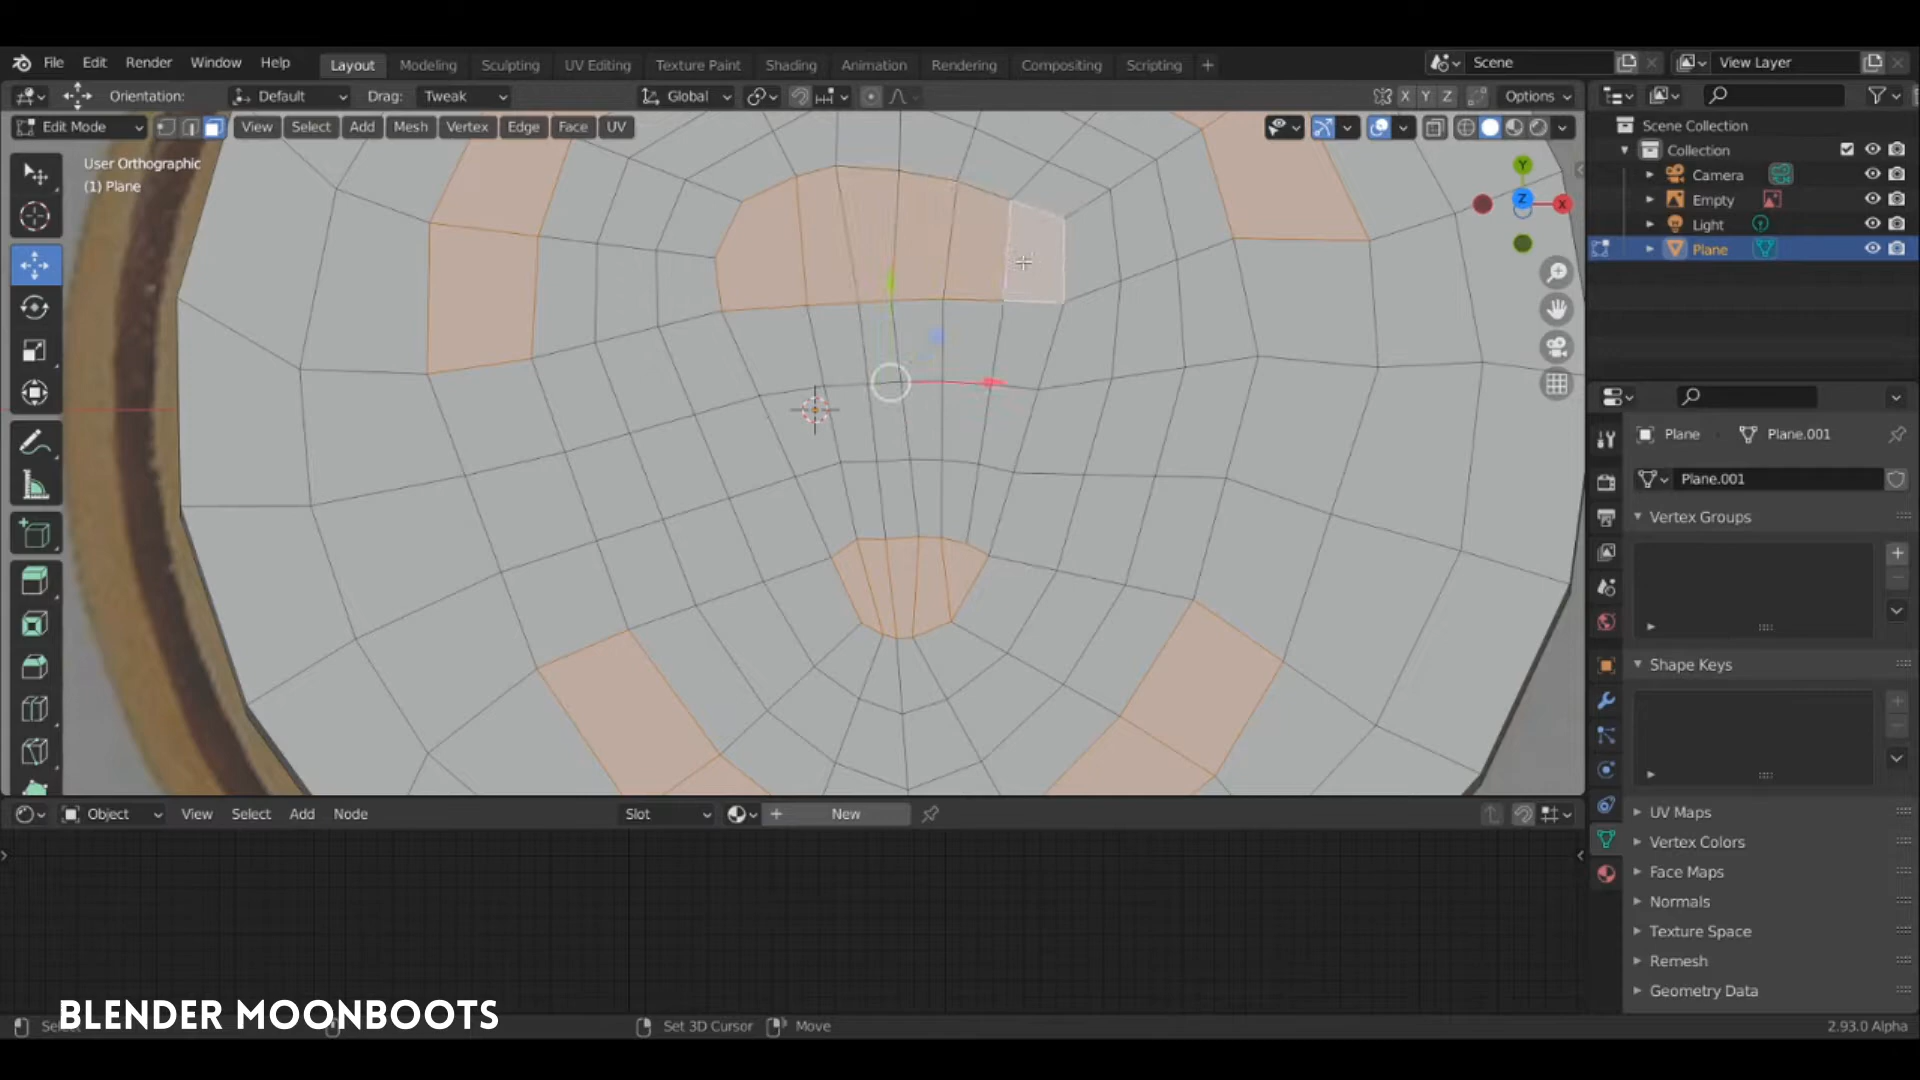 File Edit Render Window Help Layout Modeling Sculpting UV Editing Texture Paint Shading Animation Rendering Compositing Scripting + Scene View Layer
Orientation: Default Drag: Tweak Global X Y Z Options
Edit Mode View Select Add Mesh Vertex Edge Face UV
User Orthographic
(1) Plane
Y
Z
X
Scene Collection
Collection
Camera
Empty
Light
Plane
Plane Plane.001
Plane.001
Vertex Groups
Shape Keys
UV Maps
Vertex Colors
Face Maps
Normals
Texture Space
Remesh
Geometry Data
Object View Select Add Node Slot New
BLENDER MOONBOOTS
Set 3D Cursor Move 2.93.0 Alpha